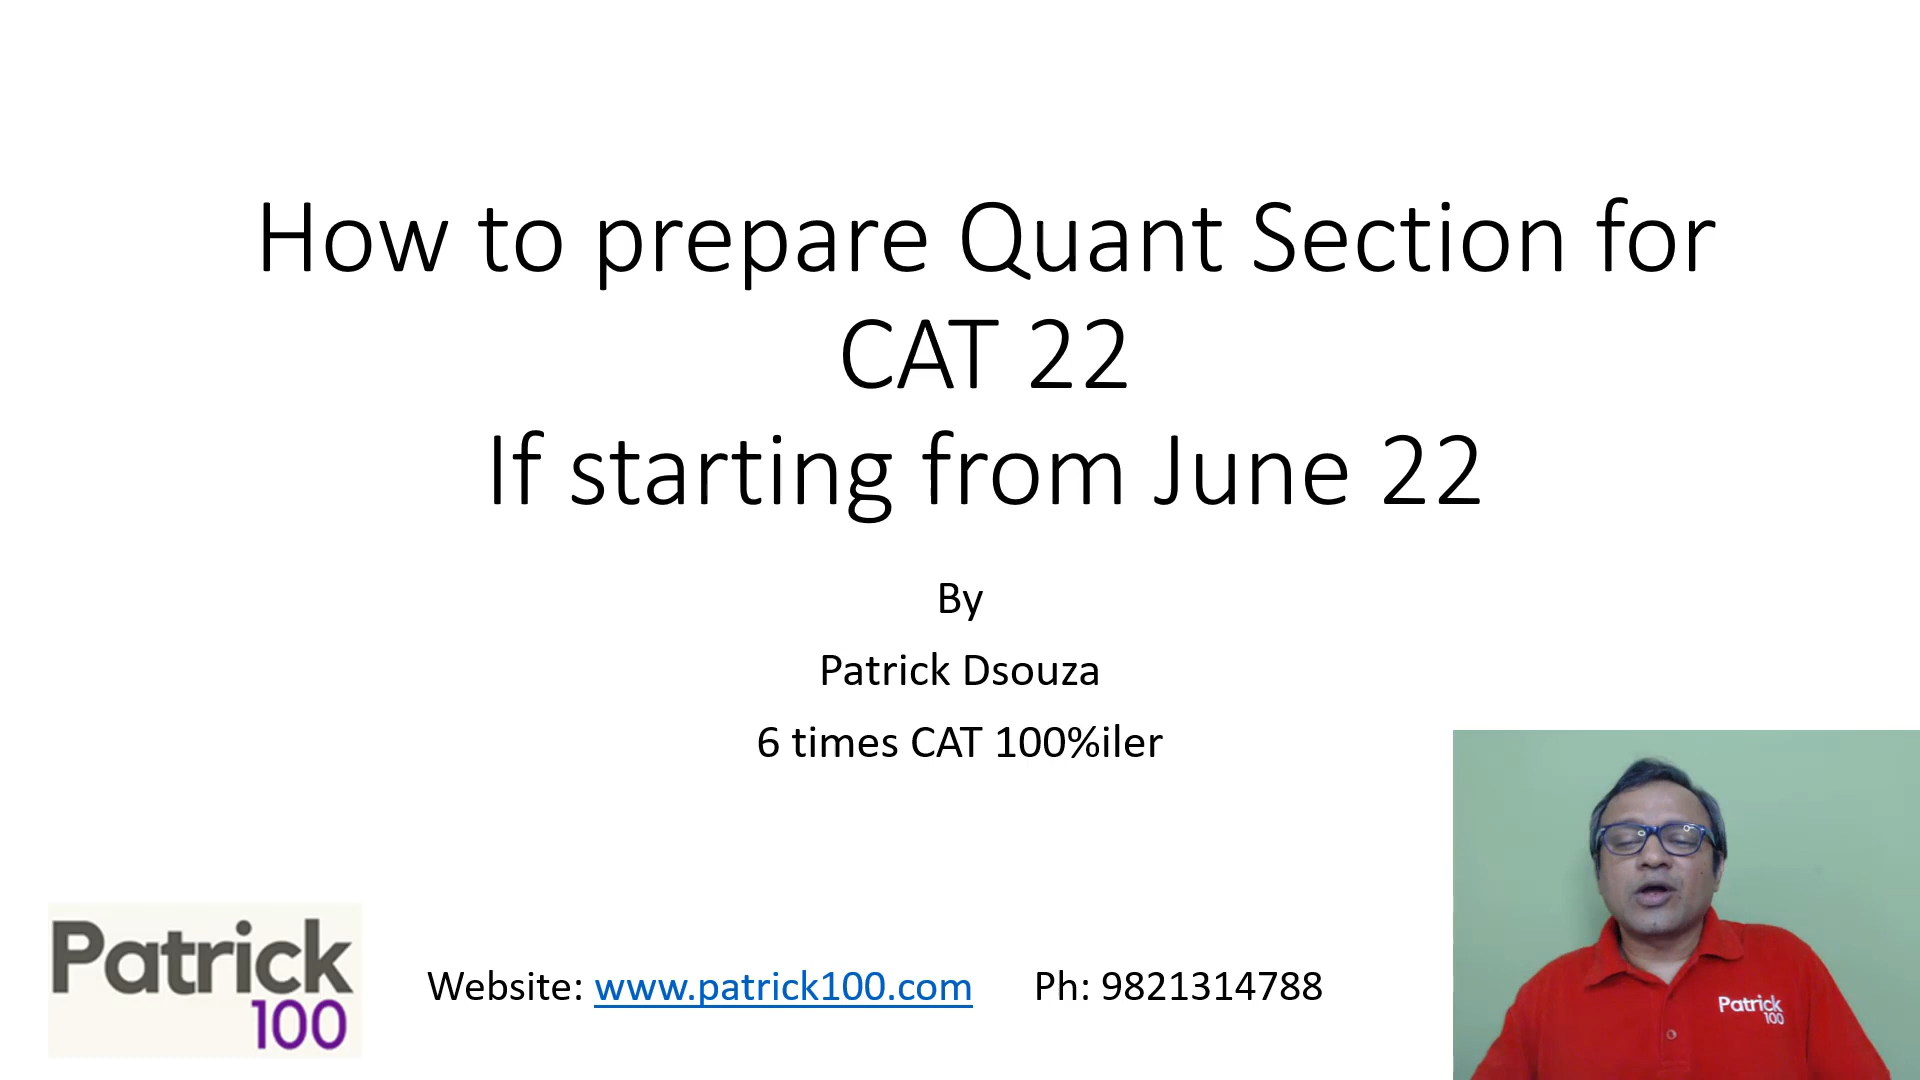 How to prepare Quant Section for
CAT 22
If starting from June 22
By
Patrick Dsouza
6 times CAT 100%iler
Patrick
100
Website: www.patrick100.com Ph: 9821314788
Patrick
100